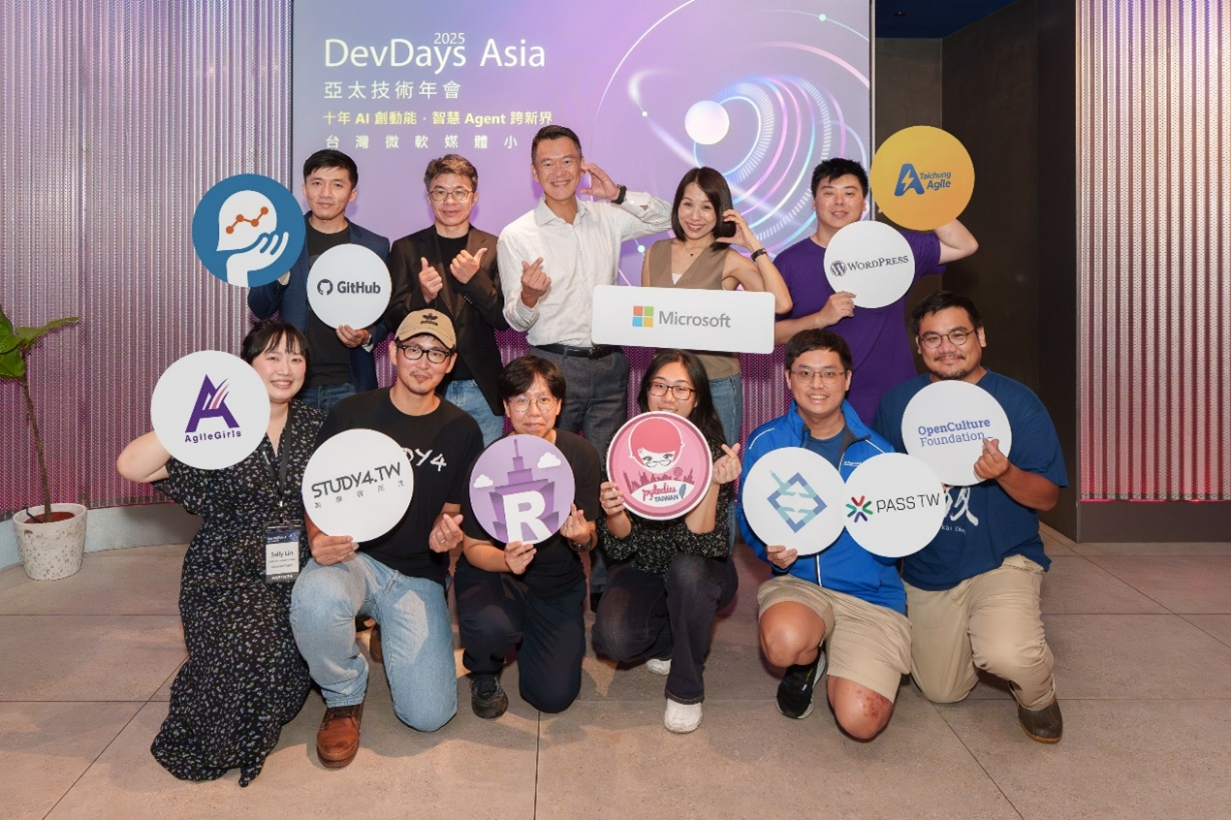 2025
DevDays Asia
亞太技術年會
十年 AI 創動能．智慧 Agent 跨新界
台灣微軟媒體小
Taichung
Agile
GitHub
WORDPRESS
Microsoft
AgileGirls
STUDY4.TW
DY4
R
pyladies
TAIWAN
OpenCulture
Foundation
PASS TW
Sally Lin